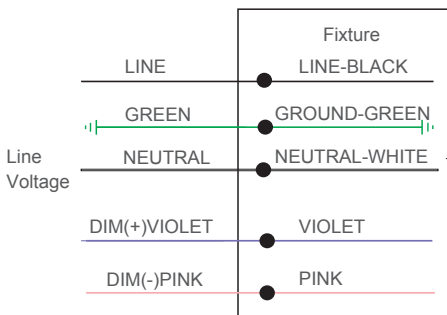 Fixture
LINE LINE-BLACK
GREEN GROUND-GREEN
Line
Voltage
NEUTRAL NEUTRAL-WHITE
DIM(+)VIOLET VIOLET
DIM(-)PINK PINK